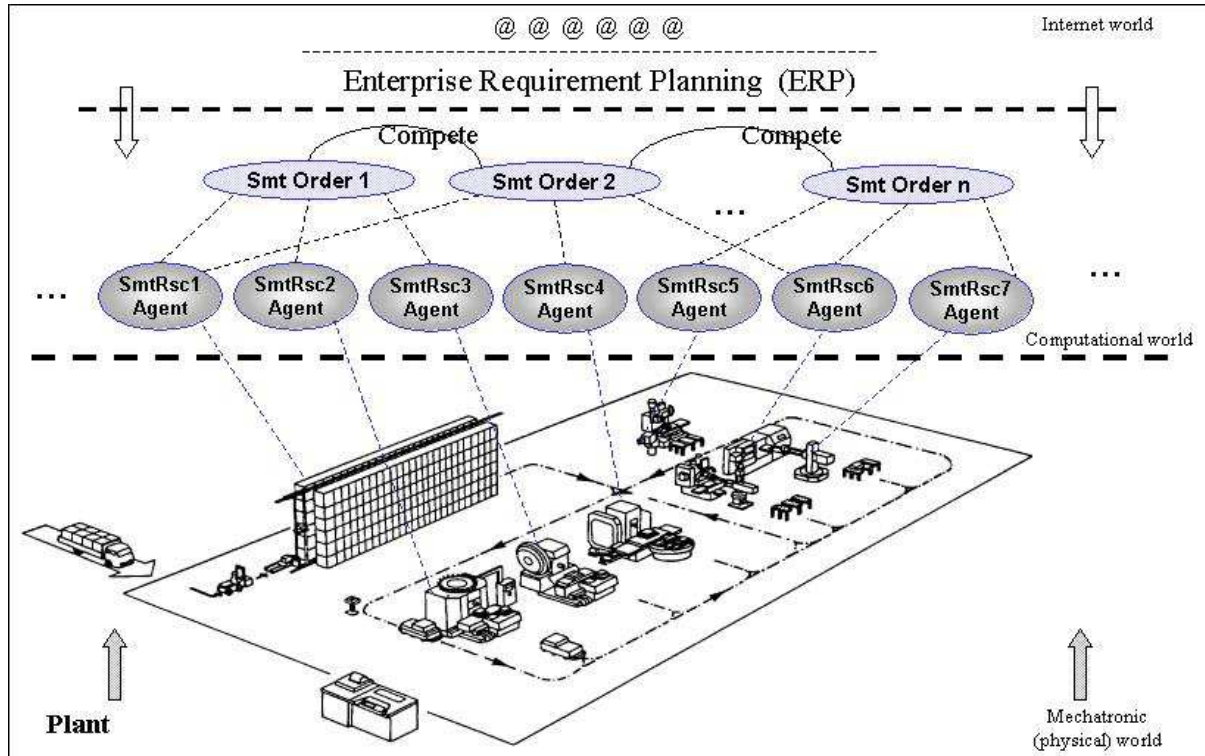 @ @ @ @ @ @
Internet world
Enterprise Requirement Planning (ERP)
Compete
Compete
Smt Order 1
Smt Order 2
Smt Order n
...
SmtRsc1
Agent
SmtRsc2
Agent
SmtRsc3
Agent
SmtRsc4
Agent
SmtRsc5
Agent
SmtRsc6
Agent
SmtRsc7
Agent
...
...
Computational world
Plant
Mechatronic
(physical) world